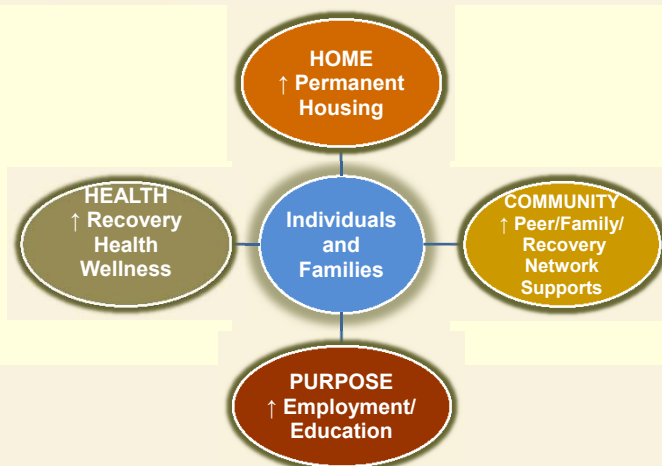 HOME
↑ Permanent
Housing
HEALTH
↑ Recovery
Health
Wellness
Individuals
and
Families
COMMUNITY
↑ Peer/Family/
Recovery
Network
Supports
PURPOSE
↑ Employment/
Education